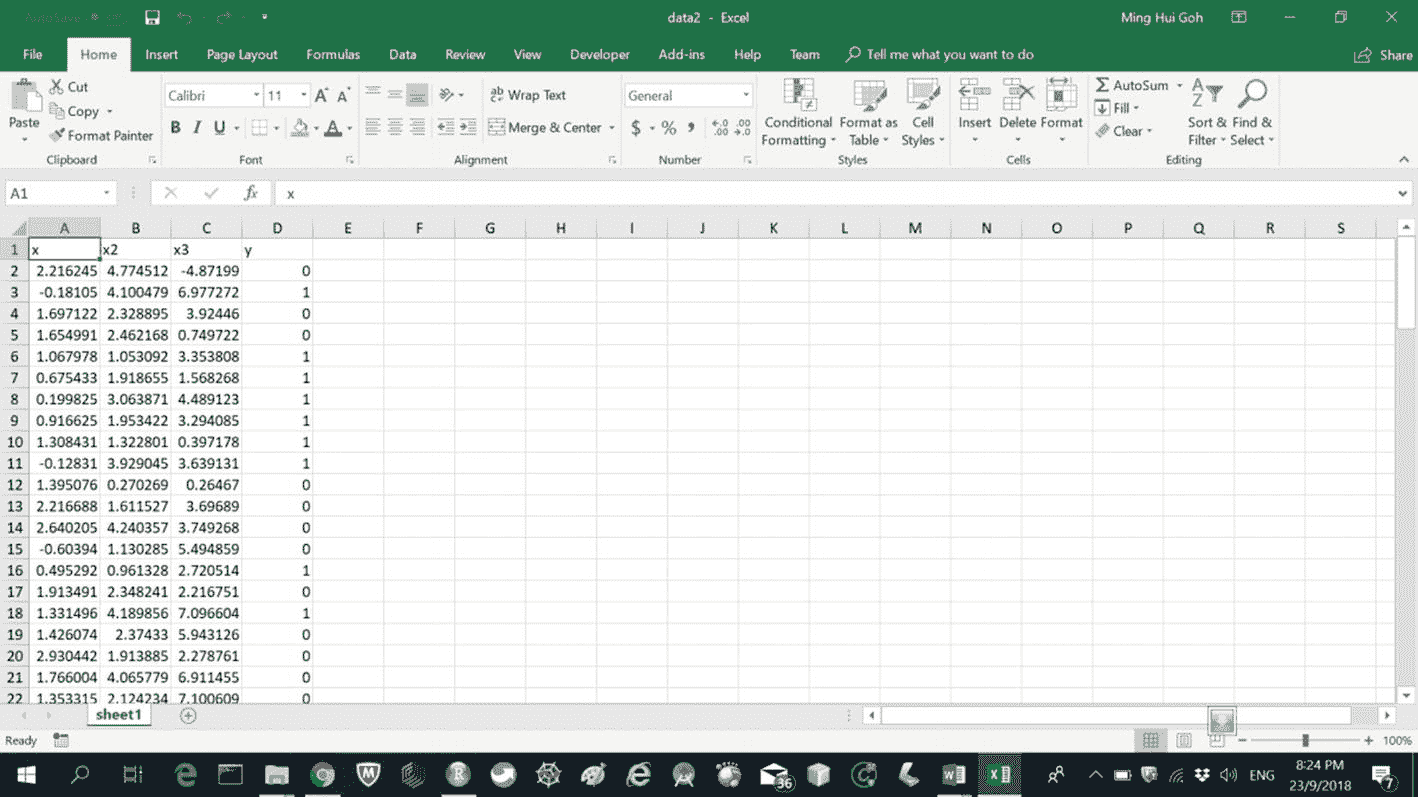 AutoSave Off data2 - Excel Ming Hui Goh
File Home Insert Page Layout Formulas Data Review View Developer Add-ins Help Team Tell me what you want to do Share
Paste Cut Copy Format Painter Clipboard
Calibri 11 A A B I U A Font
Wrap Text Merge & Center Alignment
General $ % , .00 .00 Number
Conditional Formatting Format as Table Cell Styles Styles
Insert Delete Format Cells
AutoSum Fill Clear Sort & Filter Find & Select Editing
A1 fx x
A B C D E F G H I J K L M N O P Q R S
1 x x2 x3 y
2 2.216245 4.774512 -4.87199 0
3 -0.18105 4.100479 6.977272 1
4 1.697122 2.328895 3.92446 0
5 1.654991 2.462168 0.749722 0
6 1.067978 1.053092 3.353808 1
7 0.675433 1.918655 1.568268 1
8 0.199825 3.063871 4.489123 1
9 0.916625 1.953422 3.294085 1
10 1.308431 1.322801 0.397178 1
11 -0.12831 3.929045 3.639131 1
12 1.395076 0.270269 0.26467 0
13 2.216688 1.611527 3.69689 0
14 2.640205 4.240357 3.749268 0
15 -0.60394 1.130285 5.494859 0
16 0.495292 0.961328 2.720514 1
17 1.913491 2.348241 2.216751 0
18 1.331496 4.189856 7.096604 1
19 1.426074 2.37433 5.943126 0
20 2.930442 1.913885 2.278761 0
21 1.766004 4.065779 6.911455 0
22 1.353315 2.124234 7.100609 0
sheet1
Ready 100%
36 ENG 8:24 PM
23/9/2018 7